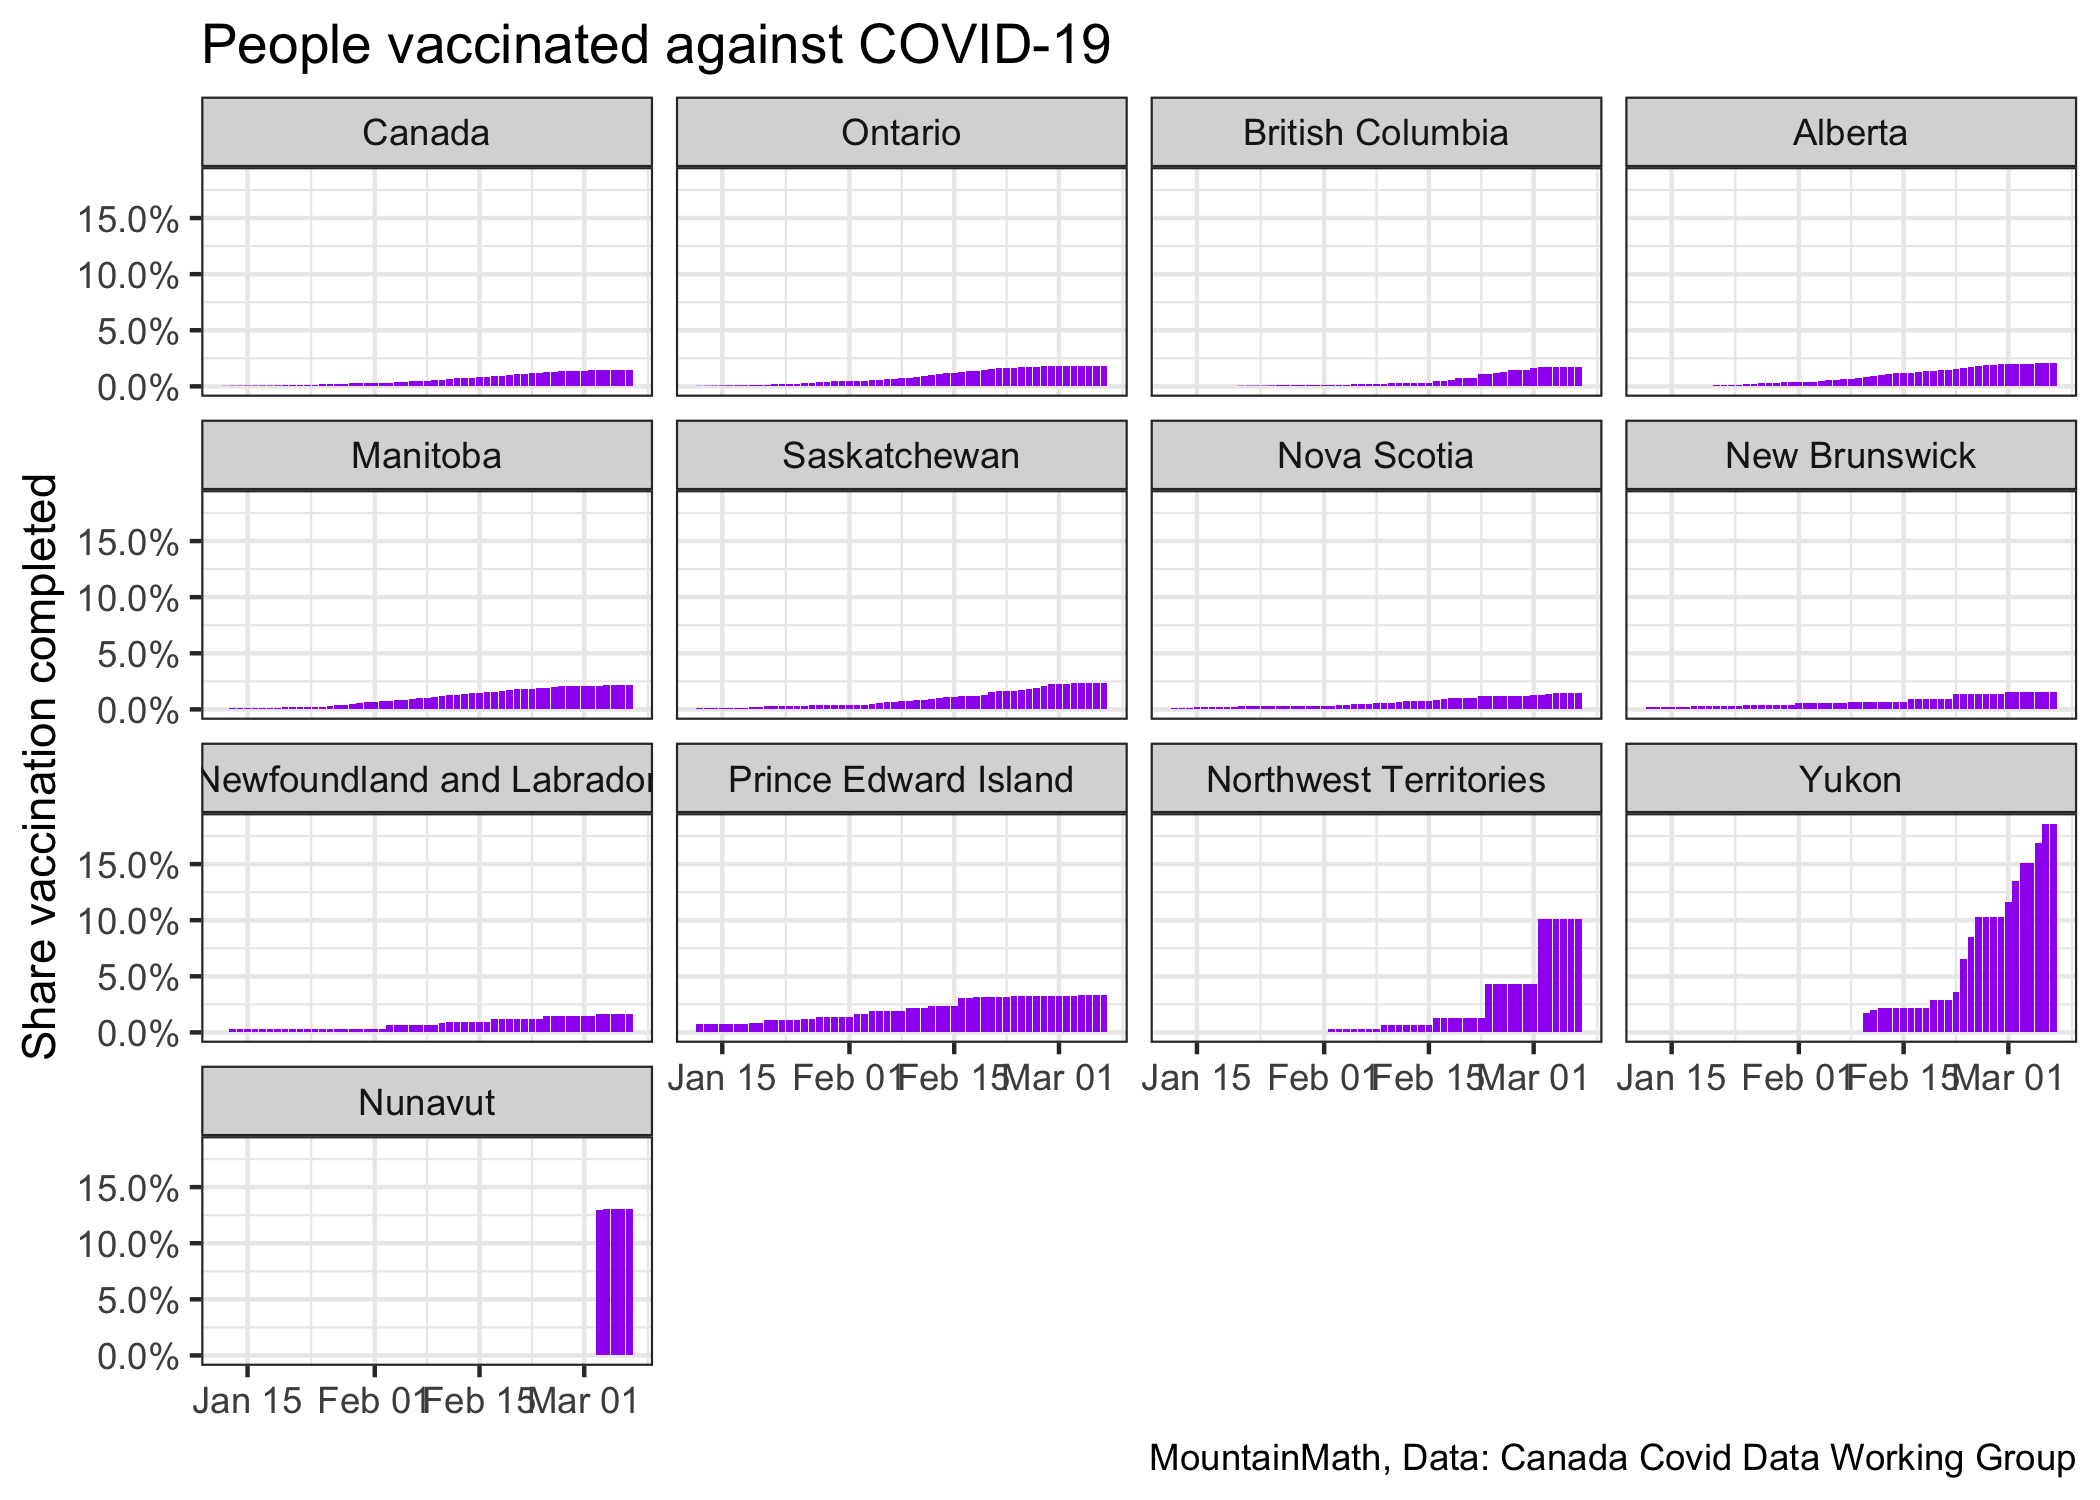 People vaccinated against COVID-19
Canada
Ontario
British Columbia
Alberta
15.0%
10.0%
5.0%
0.0%
Manitoba
Saskatchewan
Nova Scotia
New Brunswick
15.0%
10.0%
5.0%
0.0%
Share vaccination completed
Newfoundland and Labrador
Prince Edward Island
Northwest Territories
Yukon
15.0%
10.0%
5.0%
0.0%
Jan 15 Feb 01 Feb 15 Mar 01
Jan 15 Feb 01 Feb 15 Mar 01
Jan 15 Feb 01 Feb 15 Mar 01
Nunavut
15.0%
10.0%
5.0%
0.0%
Jan 15 Feb 01 Feb 15 Mar 01
MountainMath, Data: Canada Covid Data Working Group